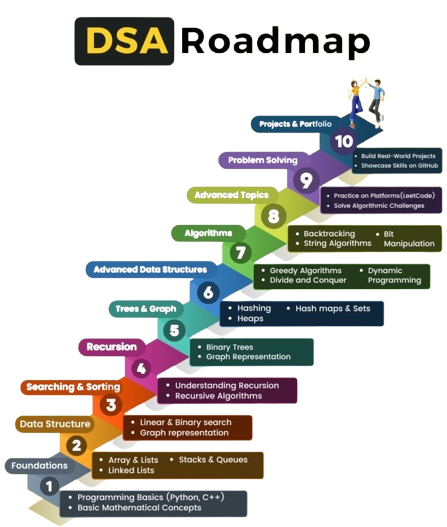 DSA Roadmap
Projects & Portfolio
10
Build Real-World Projects
Showcase Skills on GitHub
Problem Solving
9
Practice on Platforms(LeetCode)
Solve Algorithmic Challenges
Advanced Topics
8
Backtracking
String Algorithms
Bit
Manipulation
Algorithms
7
Greedy Algorithms
Divide and Conquer
Dynamic
Programming
Advanced Data Structures
6
Hashing
Heaps
Hash maps & Sets
Trees & Graph
5
Binary Trees
Graph Representation
Recursion
4
Understanding Recursion
Recursive Algorithms
Searching & Sorting
3
Linear & Binary search
Graph representation
Data Structure
2
Array & Lists
Linked Lists
Stacks & Queues
Foundations
1
Programming Basics (Python, C++)
Basic Mathematical Concepts